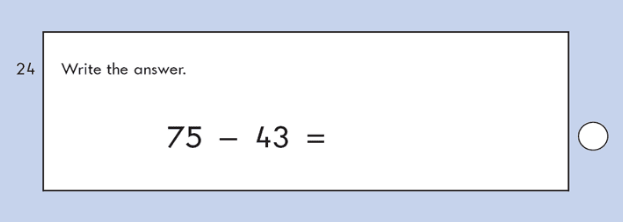 24 Write the answer.
75 – 43 =